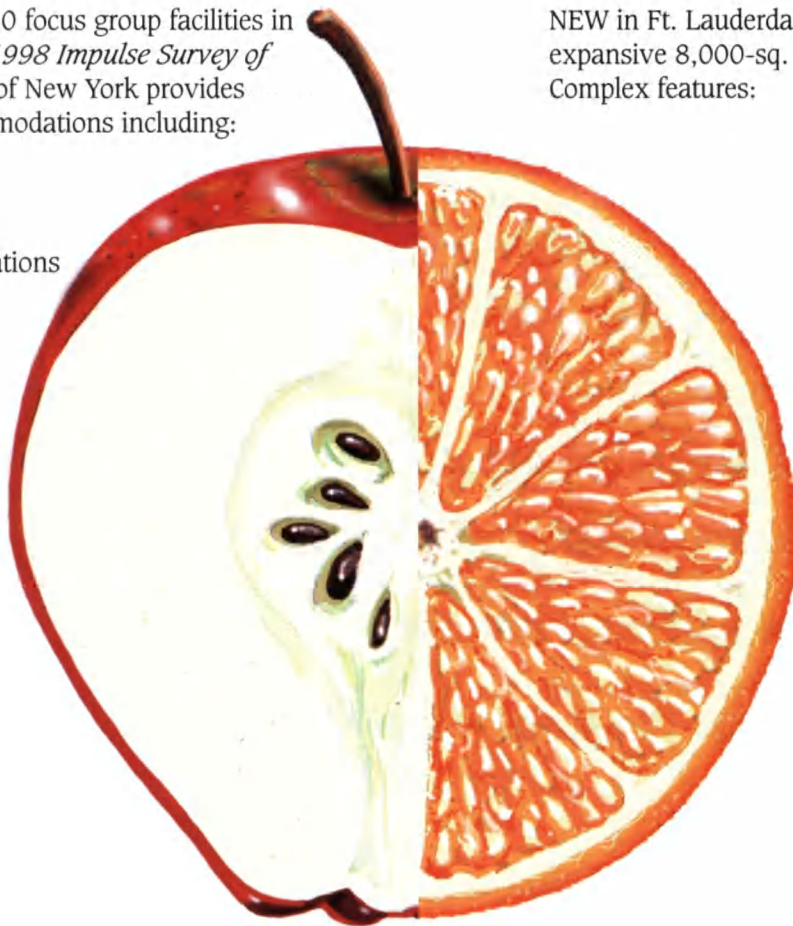 0 focus group facilities in
998 Impulse Survey of
of New York provides
modations including:
ations
NEW in Ft. Lauderda
expansive 8,000-sq.
Complex features: